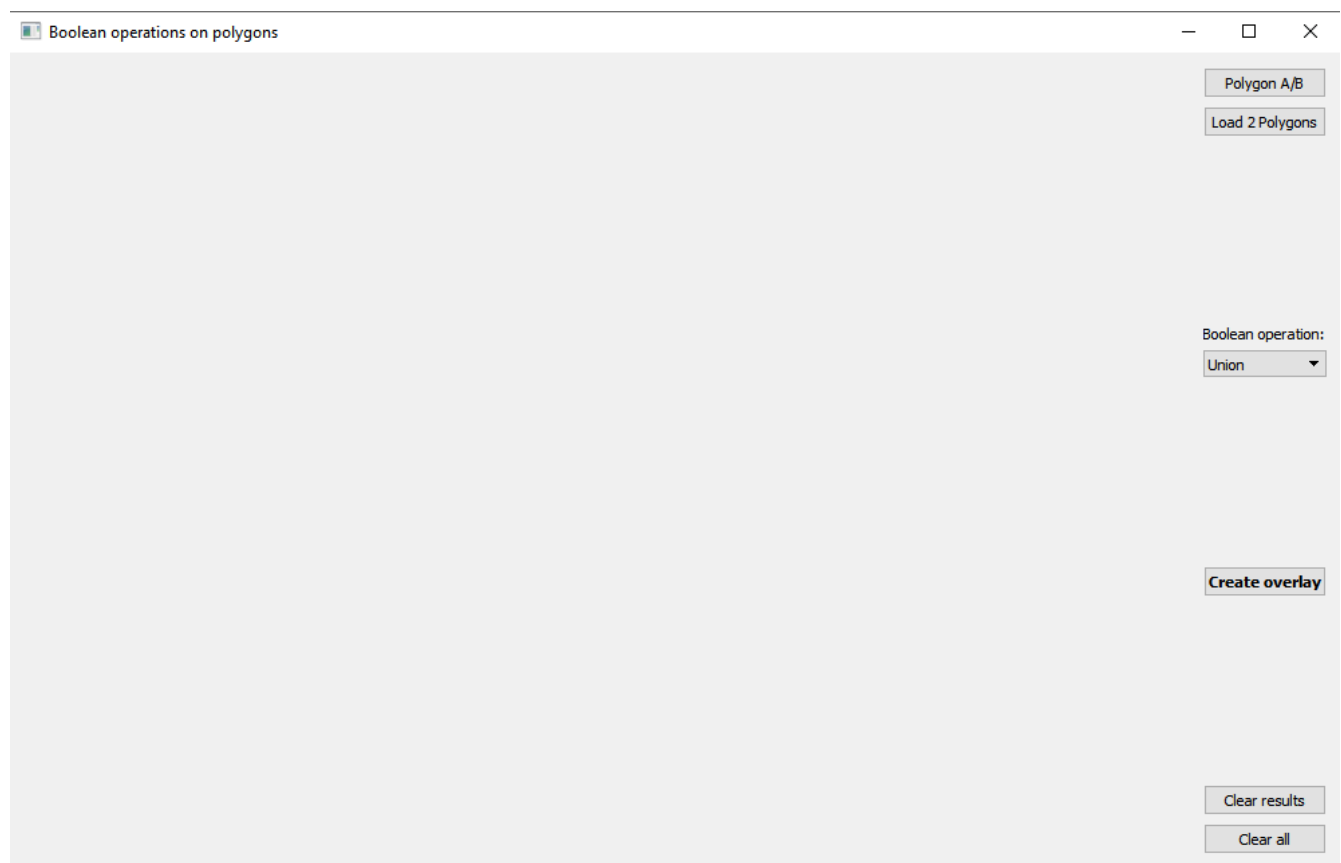 Boolean operations on polygons
Polygon A/B
Load 2 Polygons
Boolean operation:
Union
Create overlay
Clear results
Clear all